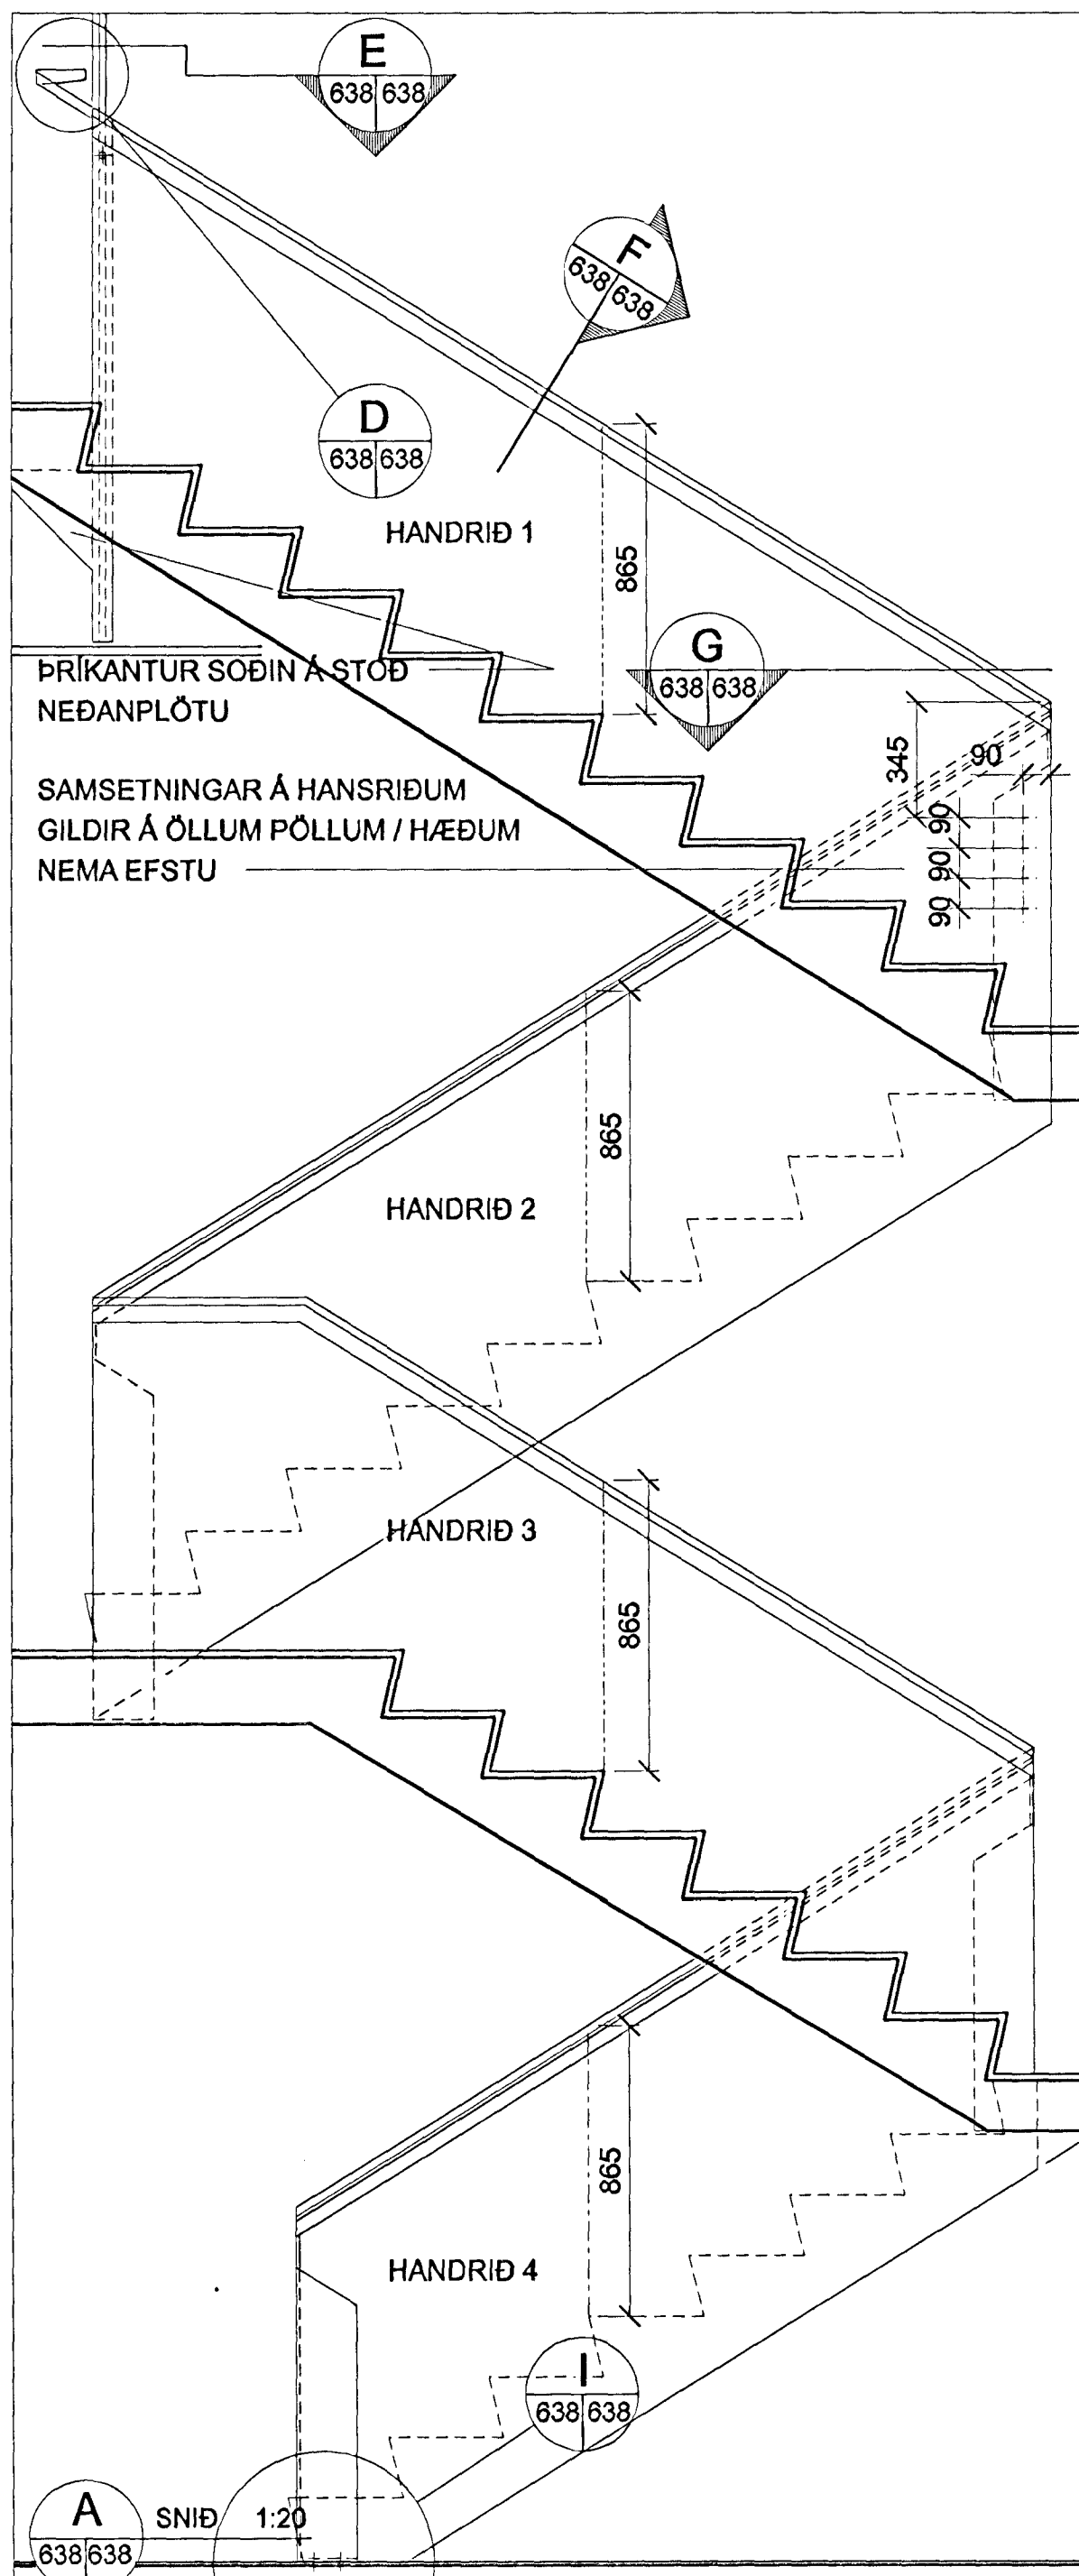 E
638 638
F
638 638
D
638 638
HANDRIÐ 1
865
G
638 638
ÞRÍKANTUR SOÐIN Á STOÐ
NEÐANPLÖTU
345
90
SAMSETNINGAR Á HANSRIÐUM
GILDIR Á ÖLLUM PÖLLUM / HÆÐUM
NEMA EFSTU
90
90
90
865
HANDRIÐ 2
HANDRIÐ 3
865
865
HANDRIÐ 4
I
638 638
A
638 638
SNIÐ 1:20